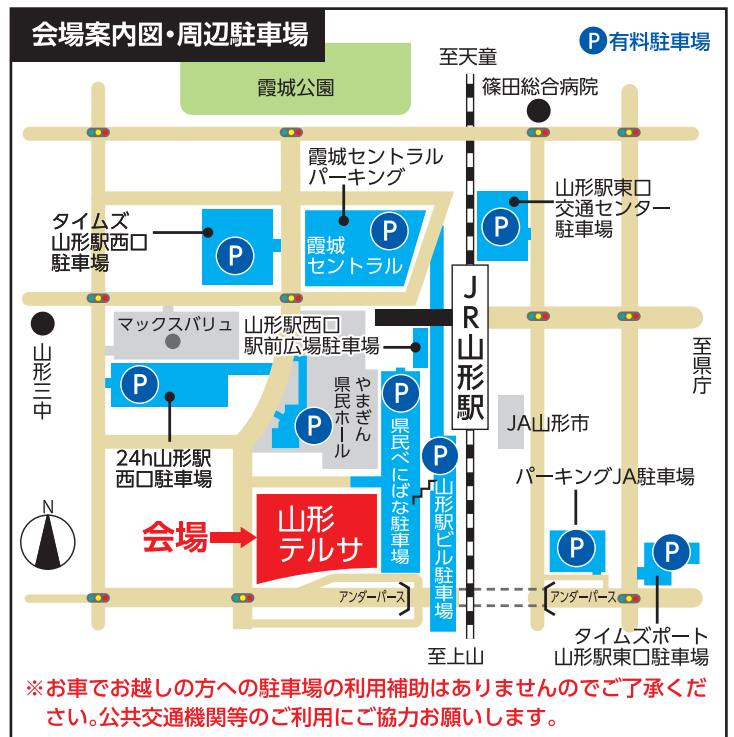 会場案内図・周辺駐車場
P 有料駐車場
至天童
霞城公園
篠田総合病院
霞城セントラル
パーキング
山形駅東口
交通センター
駐車場
タイムズ
山形駅西口
駐車場
P
P
P
霞城
セントラル
JR山形駅
マックスバリュ
山形駅西口
駅前広場駐車場
山形三中
至県庁
P
P
P
やまぎん
県民ホール
県民べにばな駐車場
JA山形市
24h山形駅
西口駐車場
P
山形駅ビル駐車場
パーキングJA駐車場
N
会場
山形
テルサ
P
P
アンダーパース
アンダーパース
タイムズポート
山形駅東口駐車場
至上山
※お車でお越しの方への駐車場の利用補助はありませんのでご了承くだ
さい。公共交通機関等のご利用にご協力お願いします。